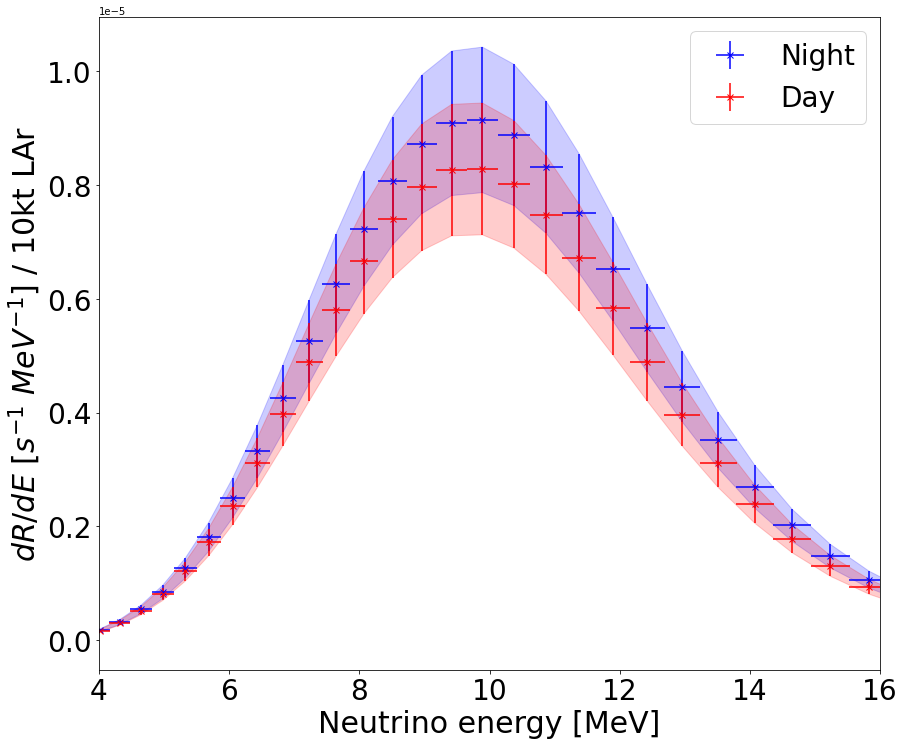 1e-5
1.0
0.8
0.6
0.4
0.2
0.0
dR/dE [s⁻¹ MeV⁻¹] / 10kt LAr
Night
Day
4 6 8 10 12 14 16
Neutrino energy [MeV]